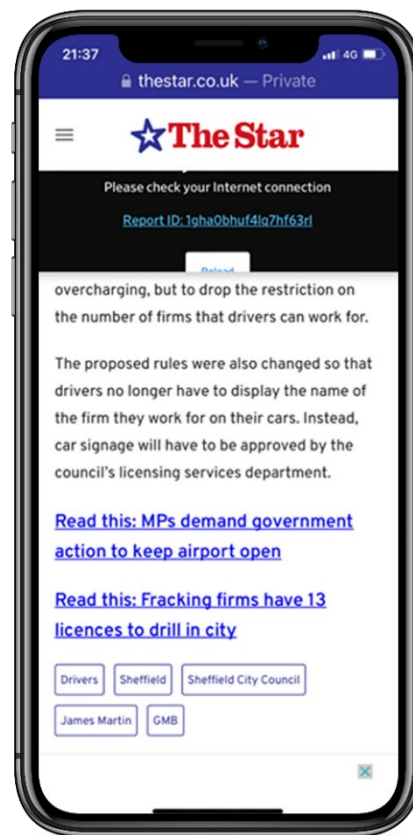 21:37
4G
thestar.co.uk — Private
The Star
Please check your Internet connection
Report ID: 1gha0bhuf4lq7hf63rl
Reload
overcharging, but to drop the restriction on
the number of firms that drivers can work for.
The proposed rules were also changed so that
drivers no longer have to display the name of
the firm they work for on their cars. Instead,
car signage will have to be approved by the
council's licensing services department.
Read this: MPs demand government
action to keep airport open
Read this: Fracking firms have 13
licences to drill in city
Drivers
Sheffield
Sheffield City Council
James Martin
GMB